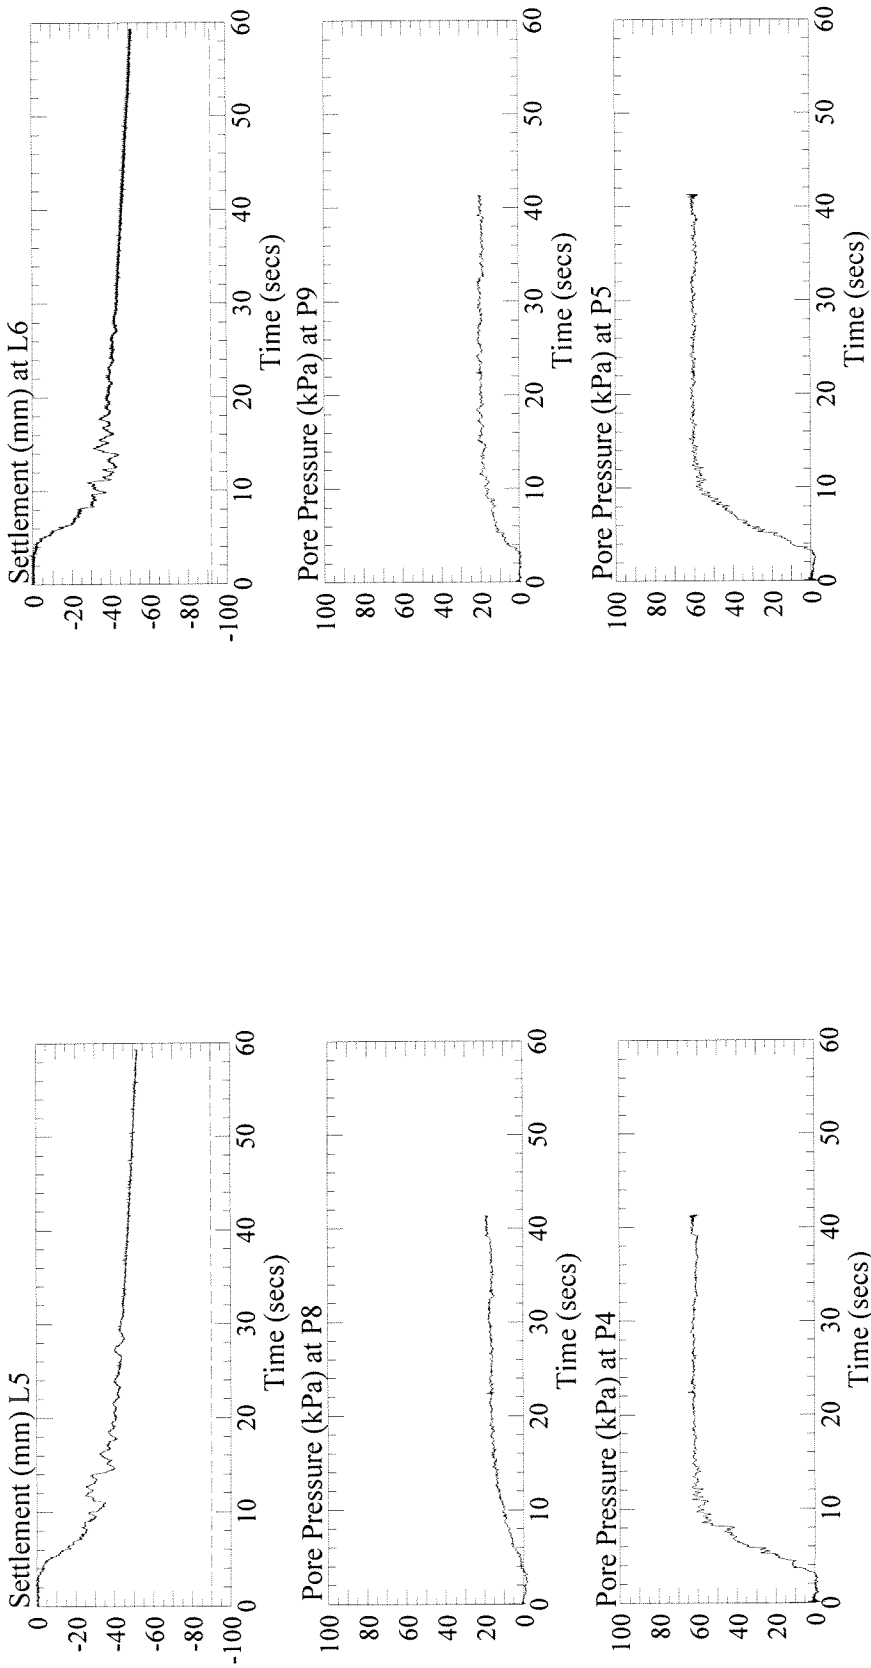 Settlement (mm) L5
0
-20
-40
-60
-80
-100
0 10 20 30 40 50 60
Time (secs)
Pore Pressure (kPa) at P8
100
80
60
40
20
0
0 10 20 30 40 50 60
Time (secs)
Pore Pressure (kPa) at P4
100
80
60
40
20
0
0 10 20 30 40 50 60
Time (secs)
Settlement (mm) at L6
0
-20
-40
-60
-80
-100
0 10 20 30 40 50 60
Time (secs)
Pore Pressure (kPa) at P9
100
80
60
40
20
0
0 10 20 30 40 50 60
Time (secs)
Pore Pressure (kPa) at P5
100
80
60
40
20
0
0 10 20 30 40 50 60
Time (secs)